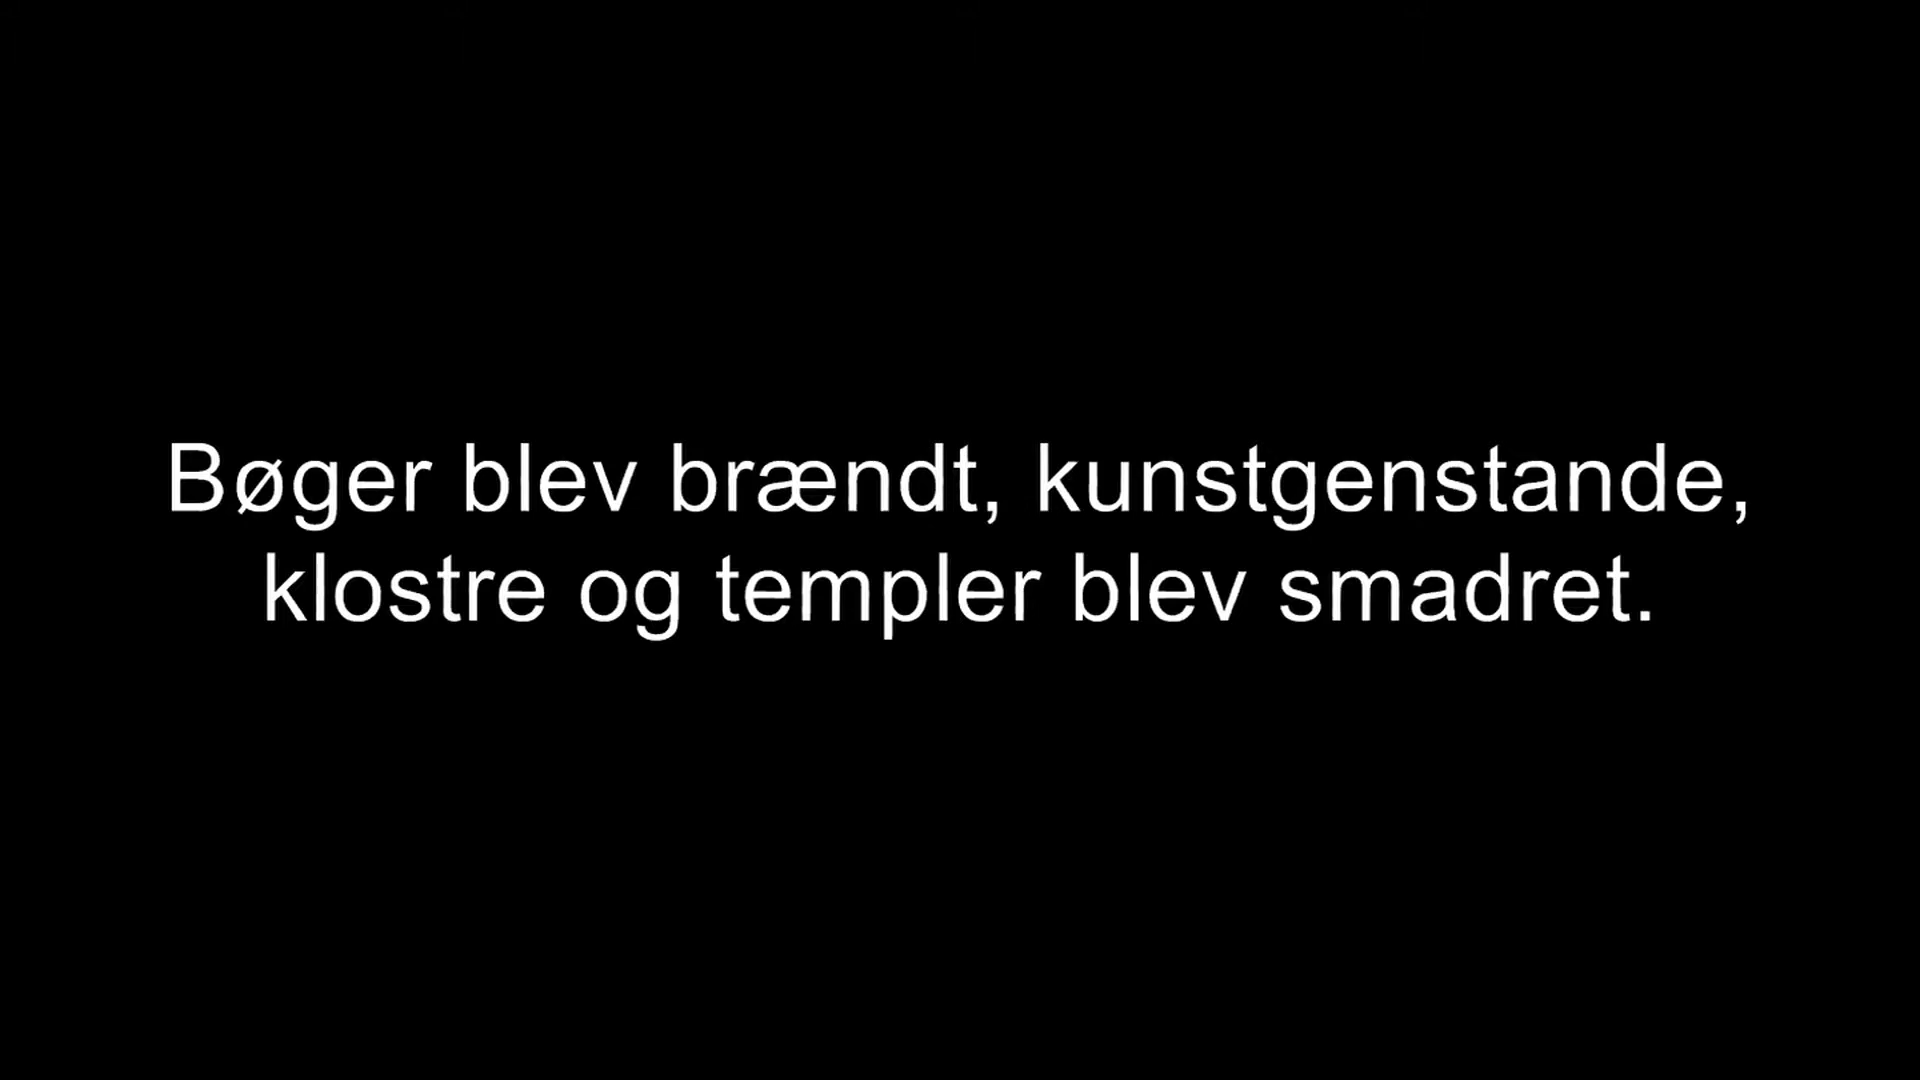 Bøger blev brændt, kunstgenstande,
klostre og templer blev smadret.